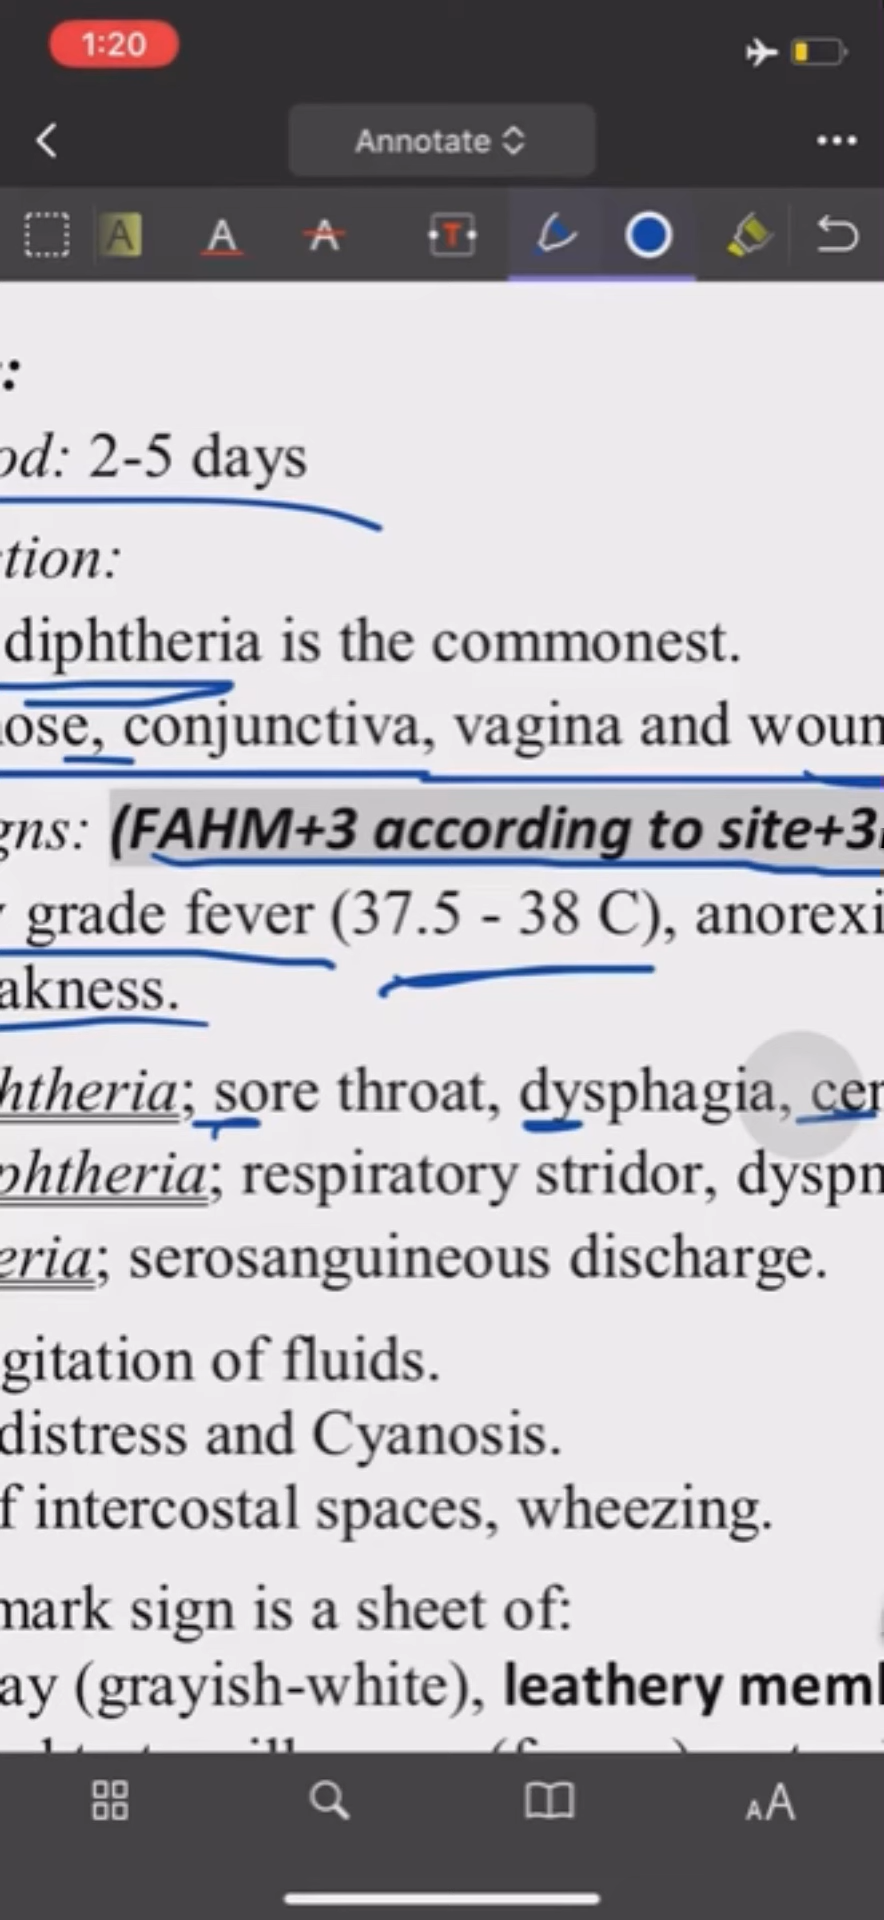 1:20
Annotate
A A A T
:
od: 2-5 days
tion:
diphtheria is the commonest.
ose, conjunctiva, vagina and woun
gns: (FAHM+3 according to site+3
grade fever (37.5 - 38 C), anorexi
akness.
htheria; sore throat, dysphagia, cer
phtheria; respiratory stridor, dyspn
eria; serosanguineous discharge.
gitation of fluids.
distress and Cyanosis.
f intercostal spaces, wheezing.
mark sign is a sheet of:
ay (grayish-white), leathery mem
AA